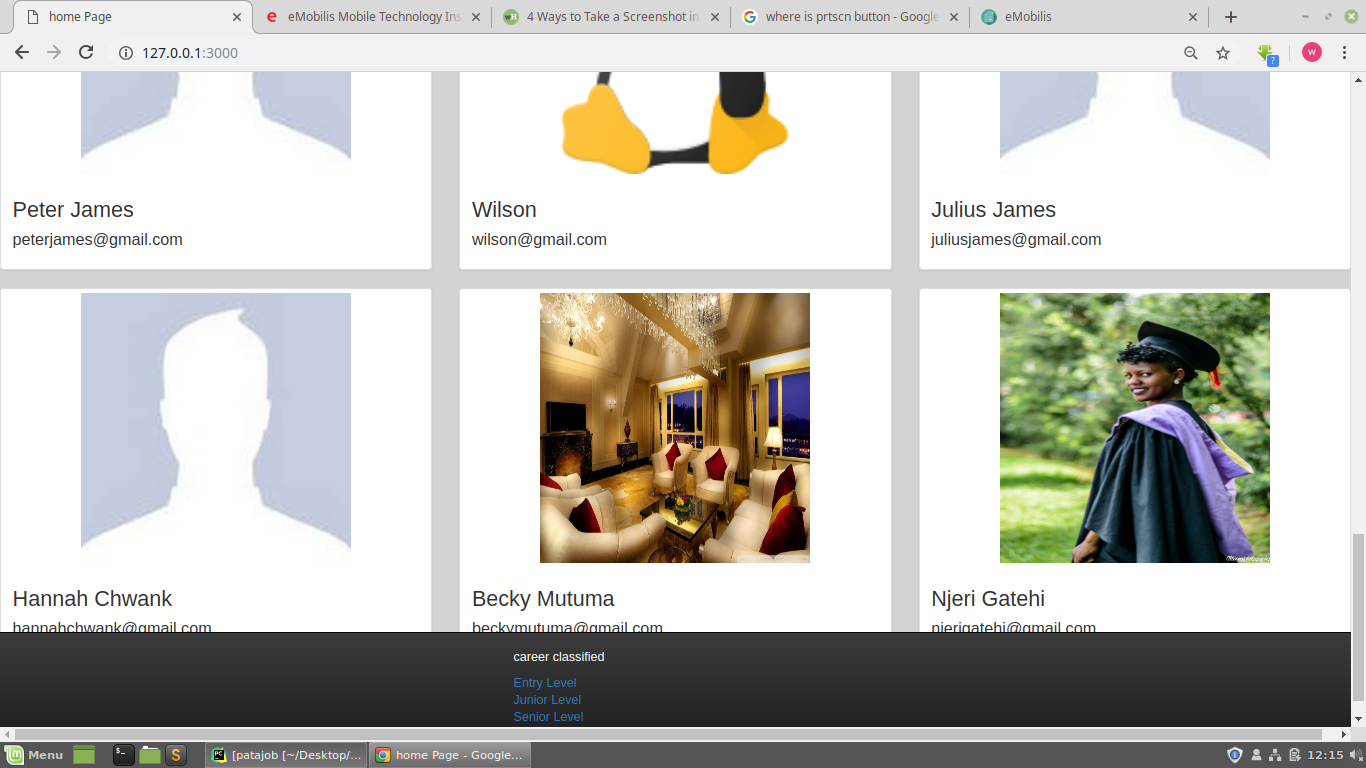 home Page
eMobilis Mobile Technology Ins
4 Ways to Take a Screenshot in
where is prtscn button - Google
eMobilis
127.0.0.1:3000
w
?
Peter James
peterjames@gmail.com
Wilson
wilson@gmail.com
Julius James
juliusjames@gmail.com
Hannah Chwank
hannahchwank@gmail.com
Becky Mutuma
beckymutuma@gmail.com
Njeri Gatehi
njerigatehi@gmail.com
career classified
Entry Level
Junior Level
Senior Level
Menu
[patajob [~/Desktop/...
home Page - Google...
12:15